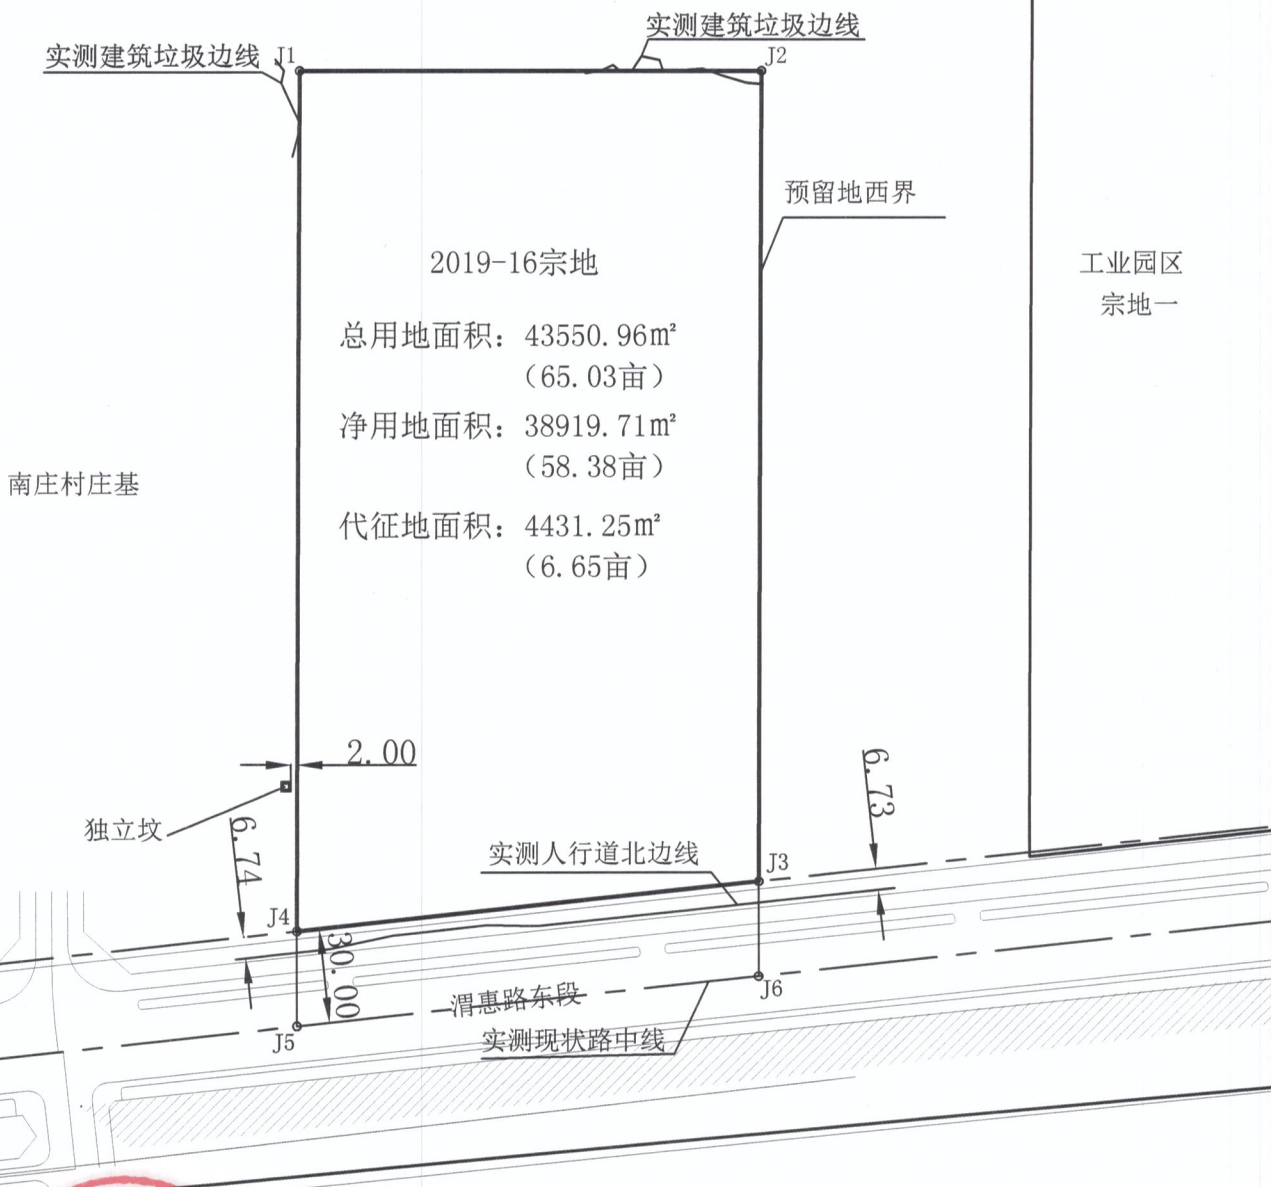 实测建筑垃圾边线
实测建筑垃圾边线
J1
J2
预留地西界
2019-16宗地
工业园区
宗地一
总用地面积：43550.96㎡
（65.03亩）
净用地面积：38919.71㎡
（58.38亩）
南庄村庄基
代征地面积：4431.25㎡
（6.65亩）
2.00
6.73
独立坟
6.74
实测人行道北边线
J3
J4
30.00
J6
渭惠路东段
J5
实测现状路中线